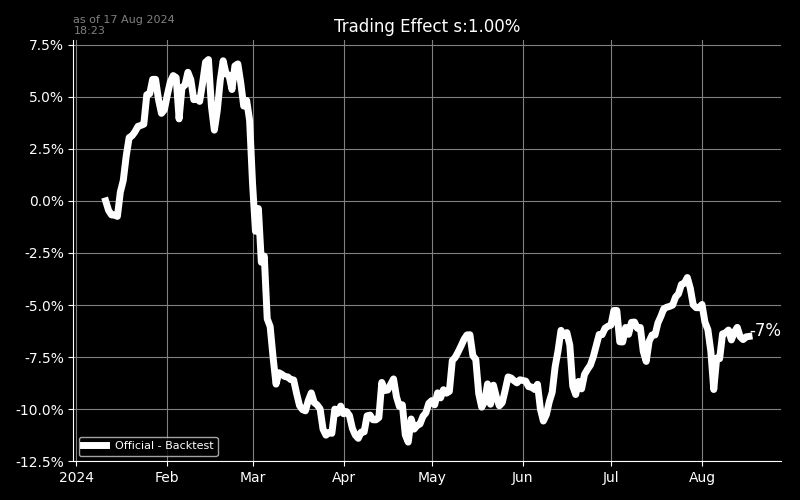 as of 17 Aug 2024
18:23
Trading Effect s:1.00%
7.5%
5.0%
2.5%
0.0%
-2.5%
-5.0%
-7.5%
-10.0%
-12.5%
-7%
Official - Backtest
2024 Feb Mar Apr May Jun Jul Aug